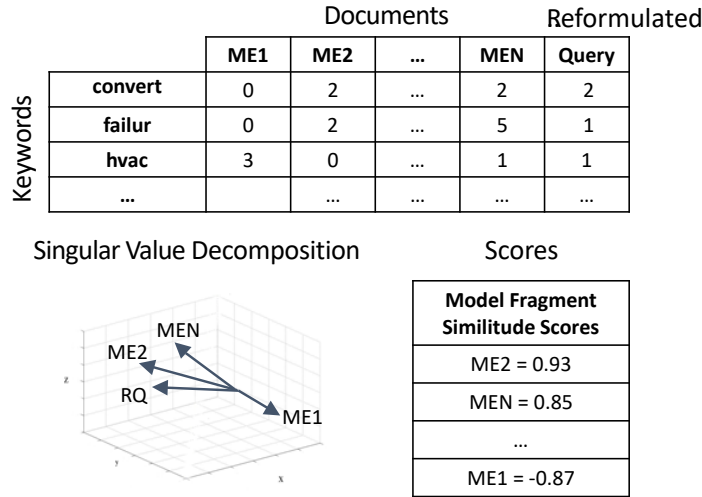 Documents Reformulated
ME1 ME2 ... MEN Query
Keywords
convert 0 2 ... 2 2
failur 0 2 ... 5 1
hvac 3 0 ... 1 1
... ... ... ... ...
Singular Value Decomposition
MEN
ME2
RQ
ME1
z
y
x
Scores
Model Fragment
Similitude Scores
ME2 = 0.93
MEN = 0.85
...
ME1 = -0.87